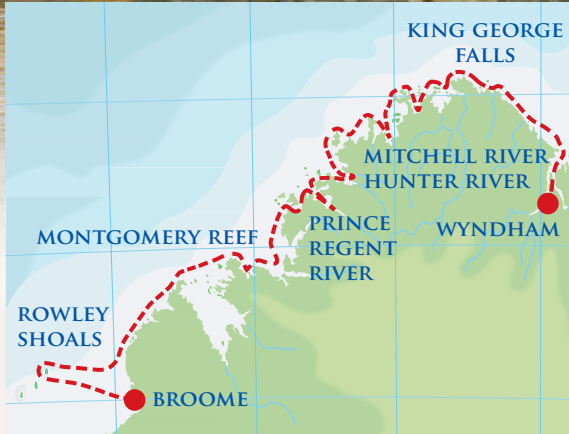 KING GEORGE
FALLS
MITCHELL RIVER
HUNTER RIVER
WYNDHAM
PRINCE
REGENT
RIVER
MONTGOMERY REEF
ROWLEY
SHOALS
BROOME